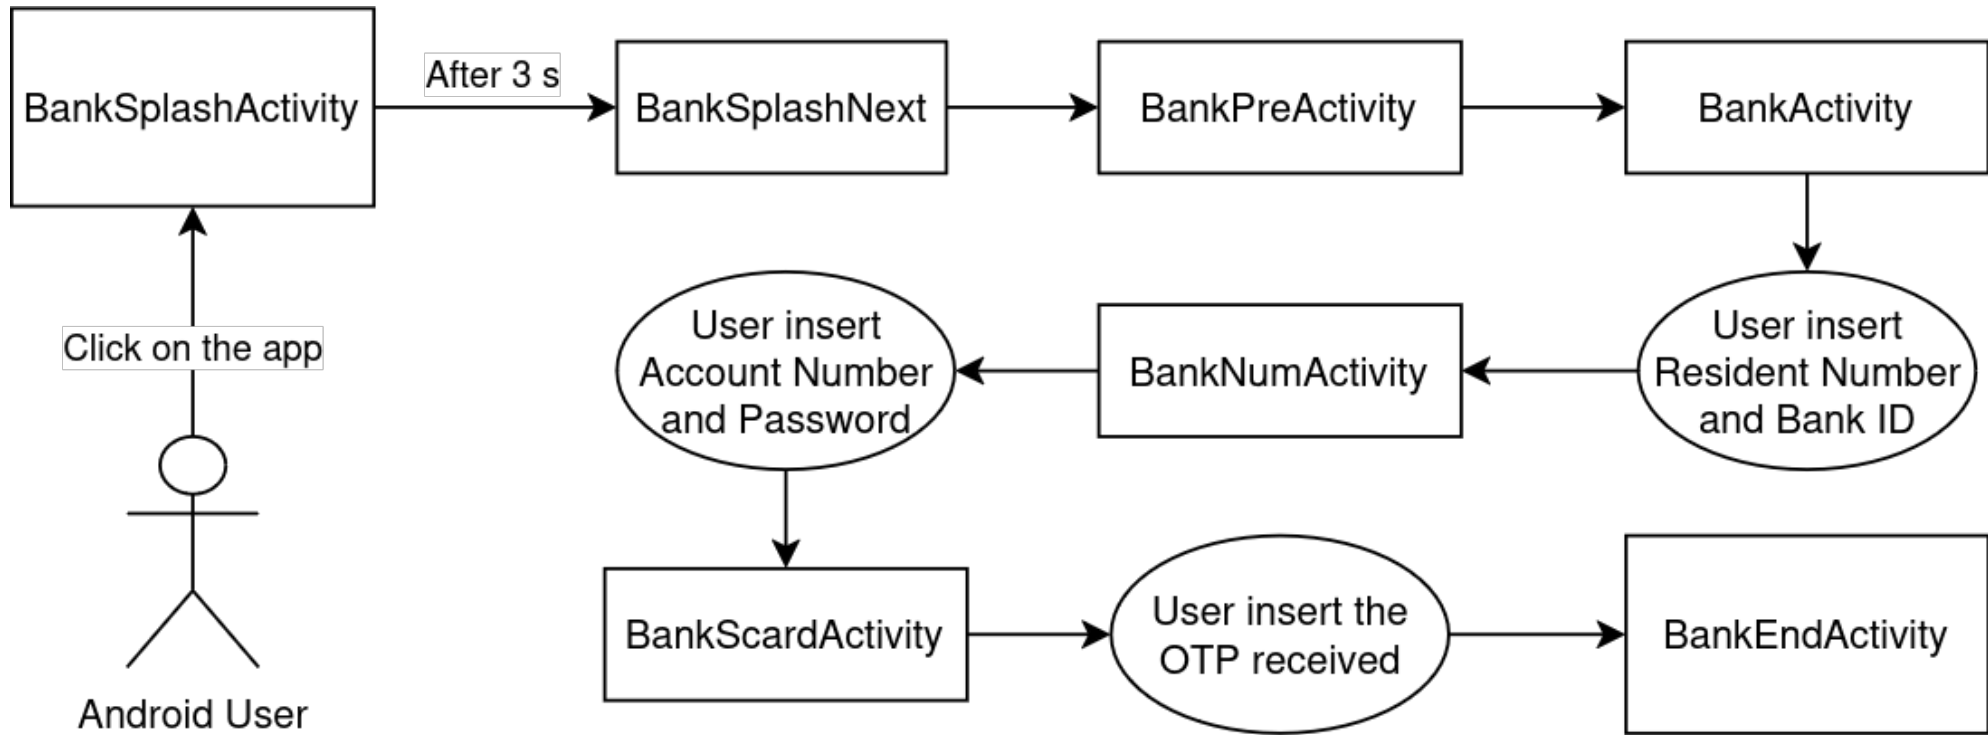 BankSplashActivity
After 3 s
BankSplashNext
BankPreActivity
BankActivity
Click on the app
User insert
Account Number
and Password
BankNumActivity
User insert
Resident Number
and Bank ID
BankScardActivity
User insert the
OTP received
BankEndActivity
Android User